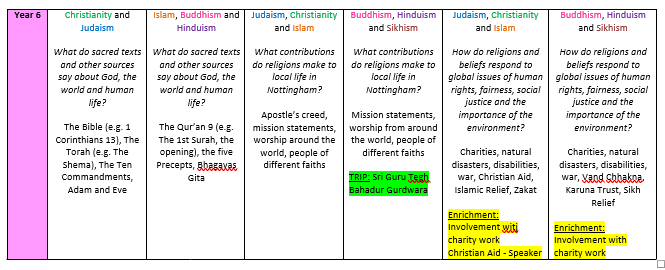 Year 6
Christianity and
Judaism
What do sacred texts
and other sources
say about God, the
world and human
life?
The Bible (e.g. 1
Corinthians 13), The
Torah (e.g. The
Shema), The Ten
Commandments,
Adam and Eve
Islam, Buddhism and
Hinduism
What do sacred texts
and other sources
say about God, the
world and human
life?
The Qur'an 9 (e.g.
The 1st Surah, the
opening), the five
Precepts, Bhagavas
Gita
Judaism, Christianity
and Islam
What contributions
do religions make to
local life in
Nottingham?
Apostle's creed,
mission statements,
worship around the
world, people of
different faiths
Buddhism, Hinduism
and Sikhism
What contributions
do religions make to
local life in
Nottingham?
Mission statements,
worship from around
the world, people of
different faiths
TRIP: Sri Guru Tegh
Bahadur Gurdwara
Judaism, Christianity
and Islam
How do religions and
beliefs respond to
global issues of human
rights, fairness, social
justice and the
importance of the
environment?
Charities, natural
disasters, disabilities,
war, Christian Aid,
Islamic Relief, Zakat
Enrichment:
Involvement witj
charity work
Christian Aid - Speaker
Buddhism, Hinduism
and Sikhism
How do religions and
beliefs respond to
global issues of human
rights, fairness, social
justice and the
importance of the
environment?
Charities, natural
disasters, disabilities,
war, Vand Chhakna,
Karuna Trust, Sikh
Relief
Enrichment:
Involvement with
charity work